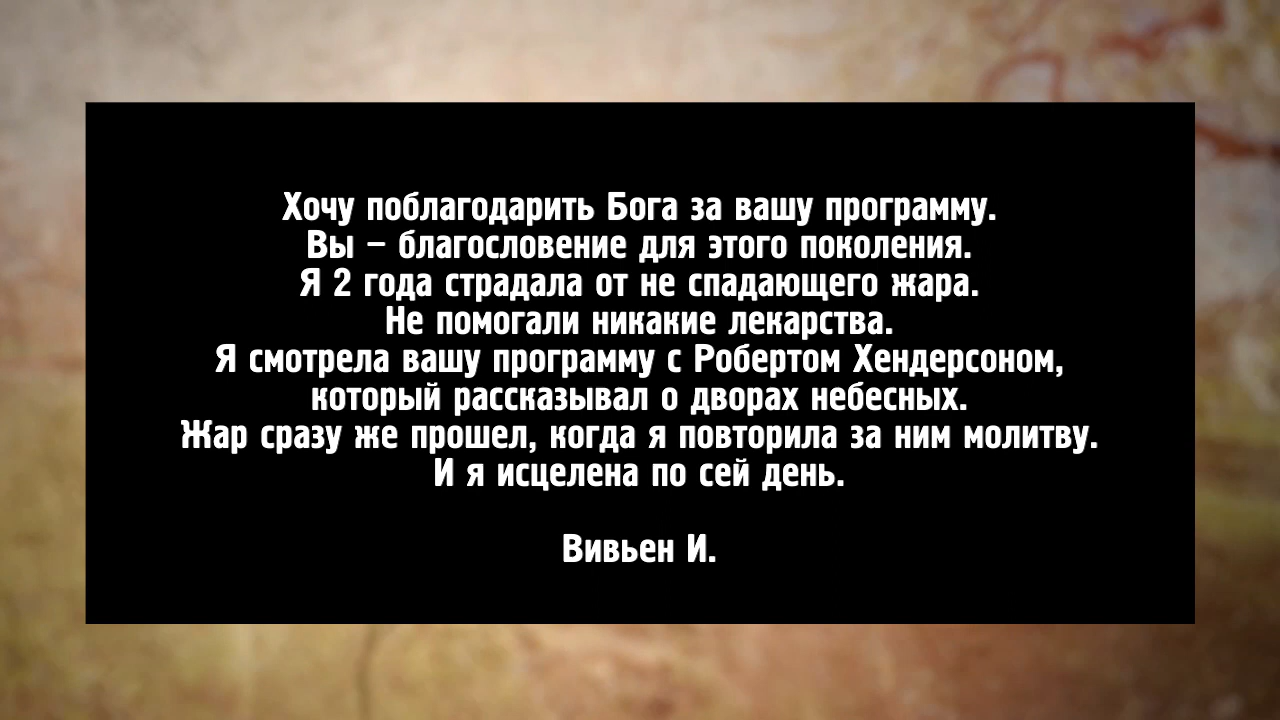 Хочу поблагодарить Бога за вашу программу.
Вы – благословение для этого поколения.
Я 2 года страдала от не спадающего жара.
Не помогали никакие лекарства.
Я смотрела вашу программу с Робертом Хендерсоном,
который рассказывал о дворах небесных.
Жар сразу же прошел, когда я повторила за ним молитву.
И я исцелена по сей день.
Вивьен И.